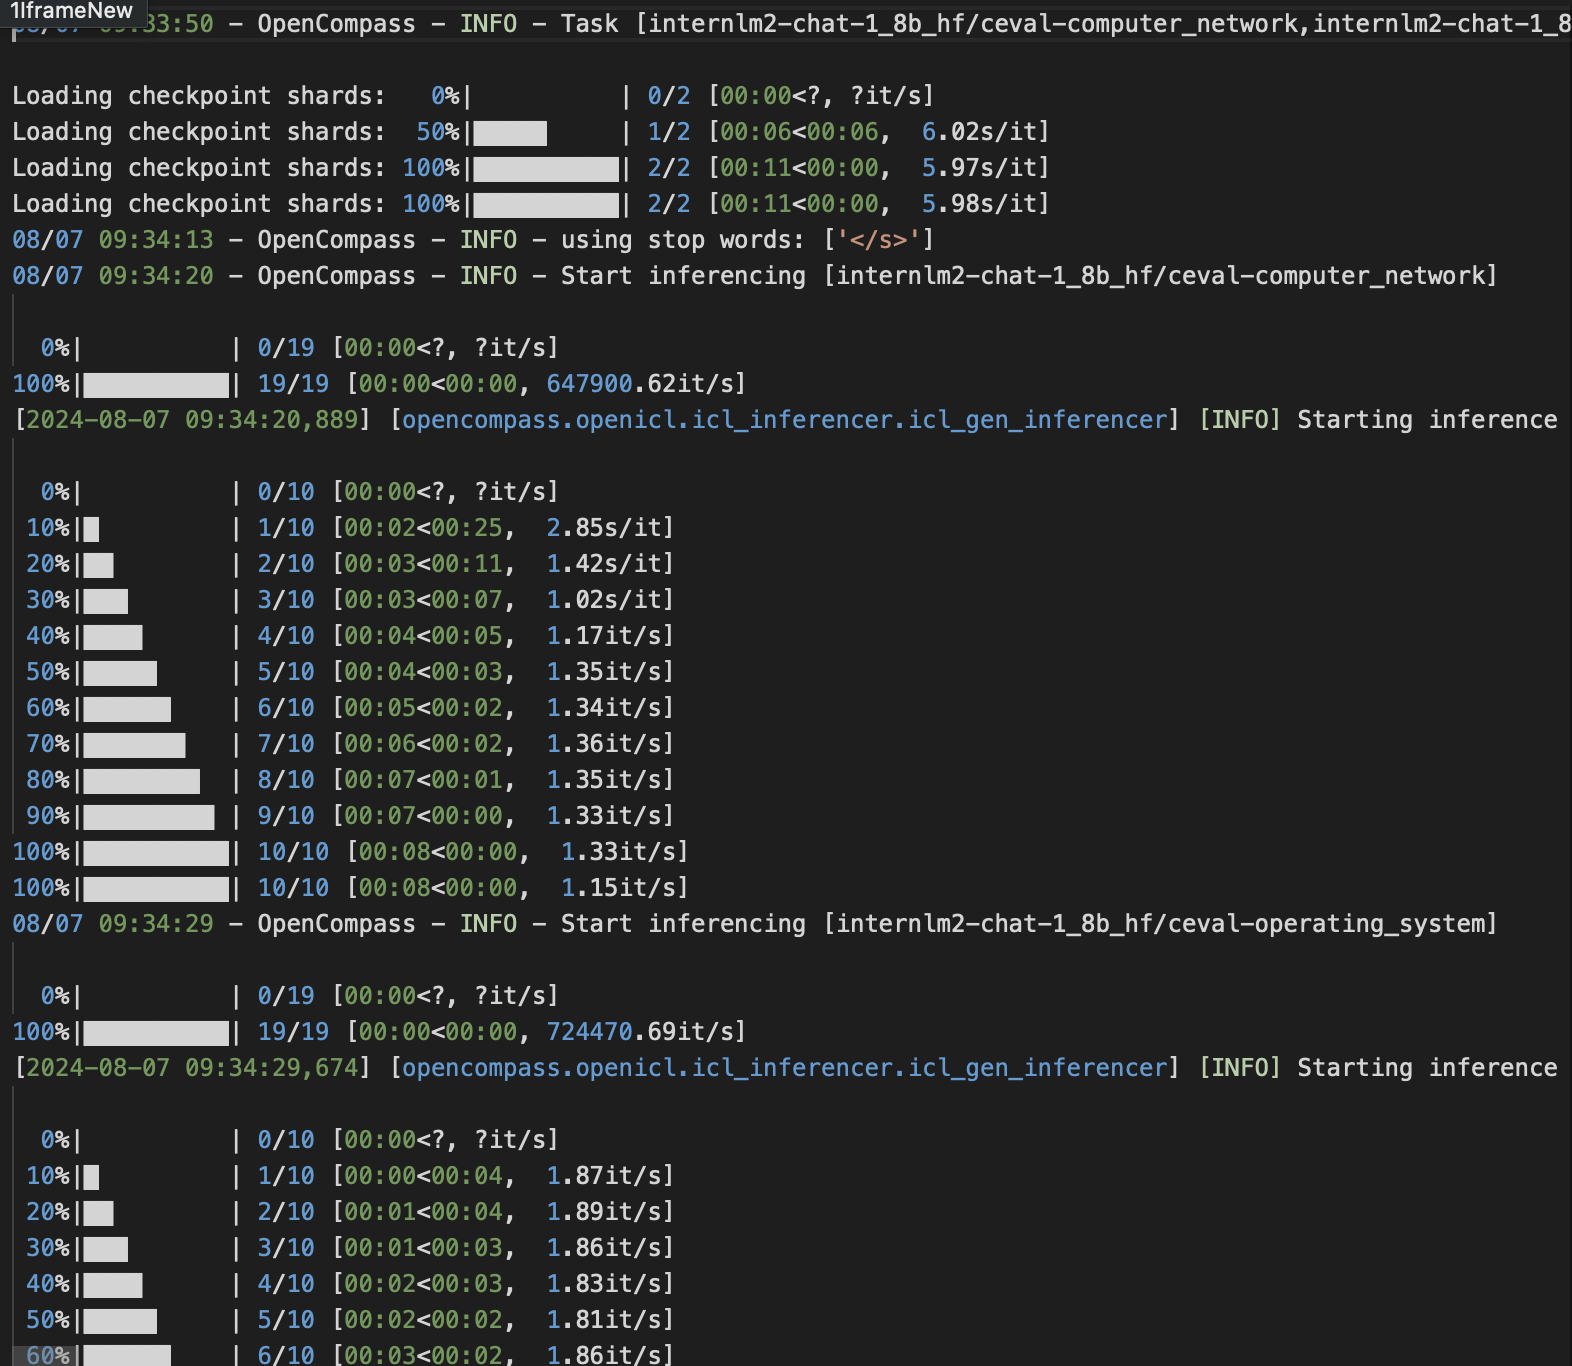 1IframeNew
08/07 09:33:50 - OpenCompass - INFO - Task [internlm2-chat-1_8b_hf/ceval-computer_network,internlm2-chat-1_8
Loading checkpoint shards:   0%|          | 0/2 [00:00<?, ?it/s]
Loading checkpoint shards:  50%|█████     | 1/2 [00:06<00:06,  6.02s/it]
Loading checkpoint shards: 100%|██████████| 2/2 [00:11<00:00,  5.97s/it]
Loading checkpoint shards: 100%|██████████| 2/2 [00:11<00:00,  5.98s/it]
08/07 09:34:13 - OpenCompass - INFO - using stop words: ['</s>']
08/07 09:34:20 - OpenCompass - INFO - Start inferencing [internlm2-chat-1_8b_hf/ceval-computer_network]
  0%|          | 0/19 [00:00<?, ?it/s]
100%|██████████| 19/19 [00:00<00:00, 647900.62it/s]
[2024-08-07 09:34:20,889] [opencompass.openicl.icl_inferencer.icl_gen_inferencer] [INFO] Starting inference
  0%|          | 0/10 [00:00<?, ?it/s]
 10%|█         | 1/10 [00:02<00:25,  2.85s/it]
 20%|██        | 2/10 [00:03<00:11,  1.42s/it]
 30%|███       | 3/10 [00:03<00:07,  1.02s/it]
 40%|████      | 4/10 [00:04<00:05,  1.17it/s]
 50%|█████     | 5/10 [00:04<00:03,  1.35it/s]
 60%|██████    | 6/10 [00:05<00:02,  1.34it/s]
 70%|███████   | 7/10 [00:06<00:02,  1.36it/s]
 80%|████████  | 8/10 [00:07<00:01,  1.35it/s]
 90%|█████████ | 9/10 [00:07<00:00,  1.33it/s]
100%|██████████| 10/10 [00:08<00:00,  1.33it/s]
100%|██████████| 10/10 [00:08<00:00,  1.15it/s]
08/07 09:34:29 - OpenCompass - INFO - Start inferencing [internlm2-chat-1_8b_hf/ceval-operating_system]
  0%|          | 0/19 [00:00<?, ?it/s]
100%|██████████| 19/19 [00:00<00:00, 724470.69it/s]
[2024-08-07 09:34:29,674] [opencompass.openicl.icl_inferencer.icl_gen_inferencer] [INFO] Starting inference
  0%|          | 0/10 [00:00<?, ?it/s]
 10%|█         | 1/10 [00:00<00:04,  1.87it/s]
 20%|██        | 2/10 [00:01<00:04,  1.89it/s]
 30%|███       | 3/10 [00:01<00:03,  1.86it/s]
 40%|████      | 4/10 [00:02<00:03,  1.83it/s]
 50%|█████     | 5/10 [00:02<00:02,  1.81it/s]
 60%|██████    | 6/10 [00:03<00:02,  1.86it/s]